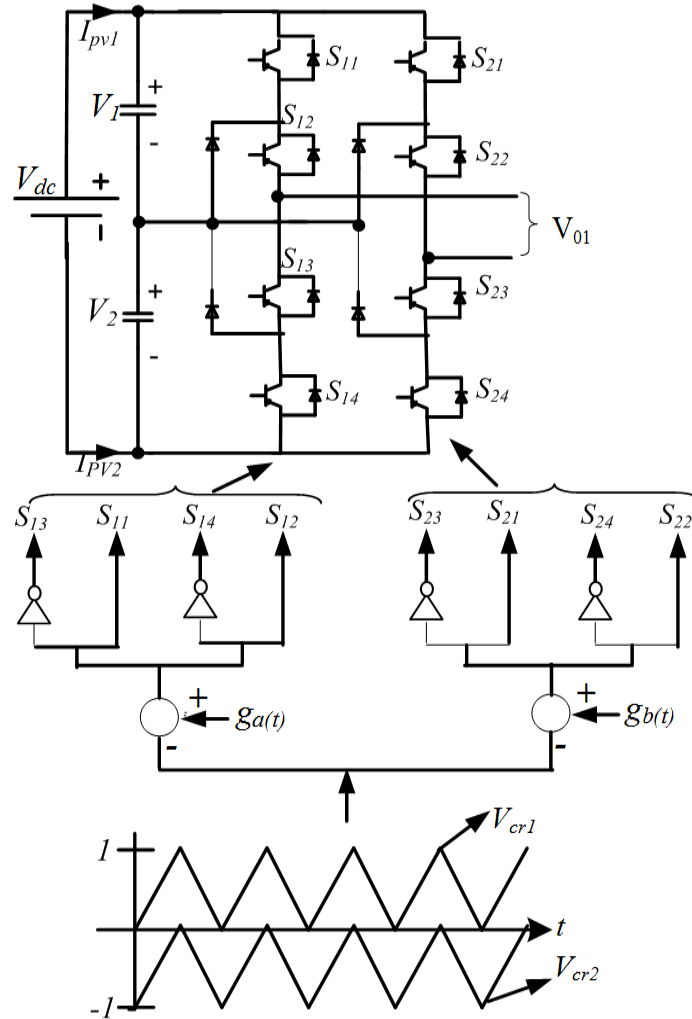 I_pv1
S_11
S_21
V_1
+
-
S_12
S_22
V_dc
+
-
V_01
S_13
S_23
V_2
+
-
S_14
S_24
I_PV2
S_13 S_11 S_14 S_12
S_23 S_21 S_24 S_22
+
g_a(t)
-
+
g_b(t)
-
V_cr1
1
t
V_cr2
-1